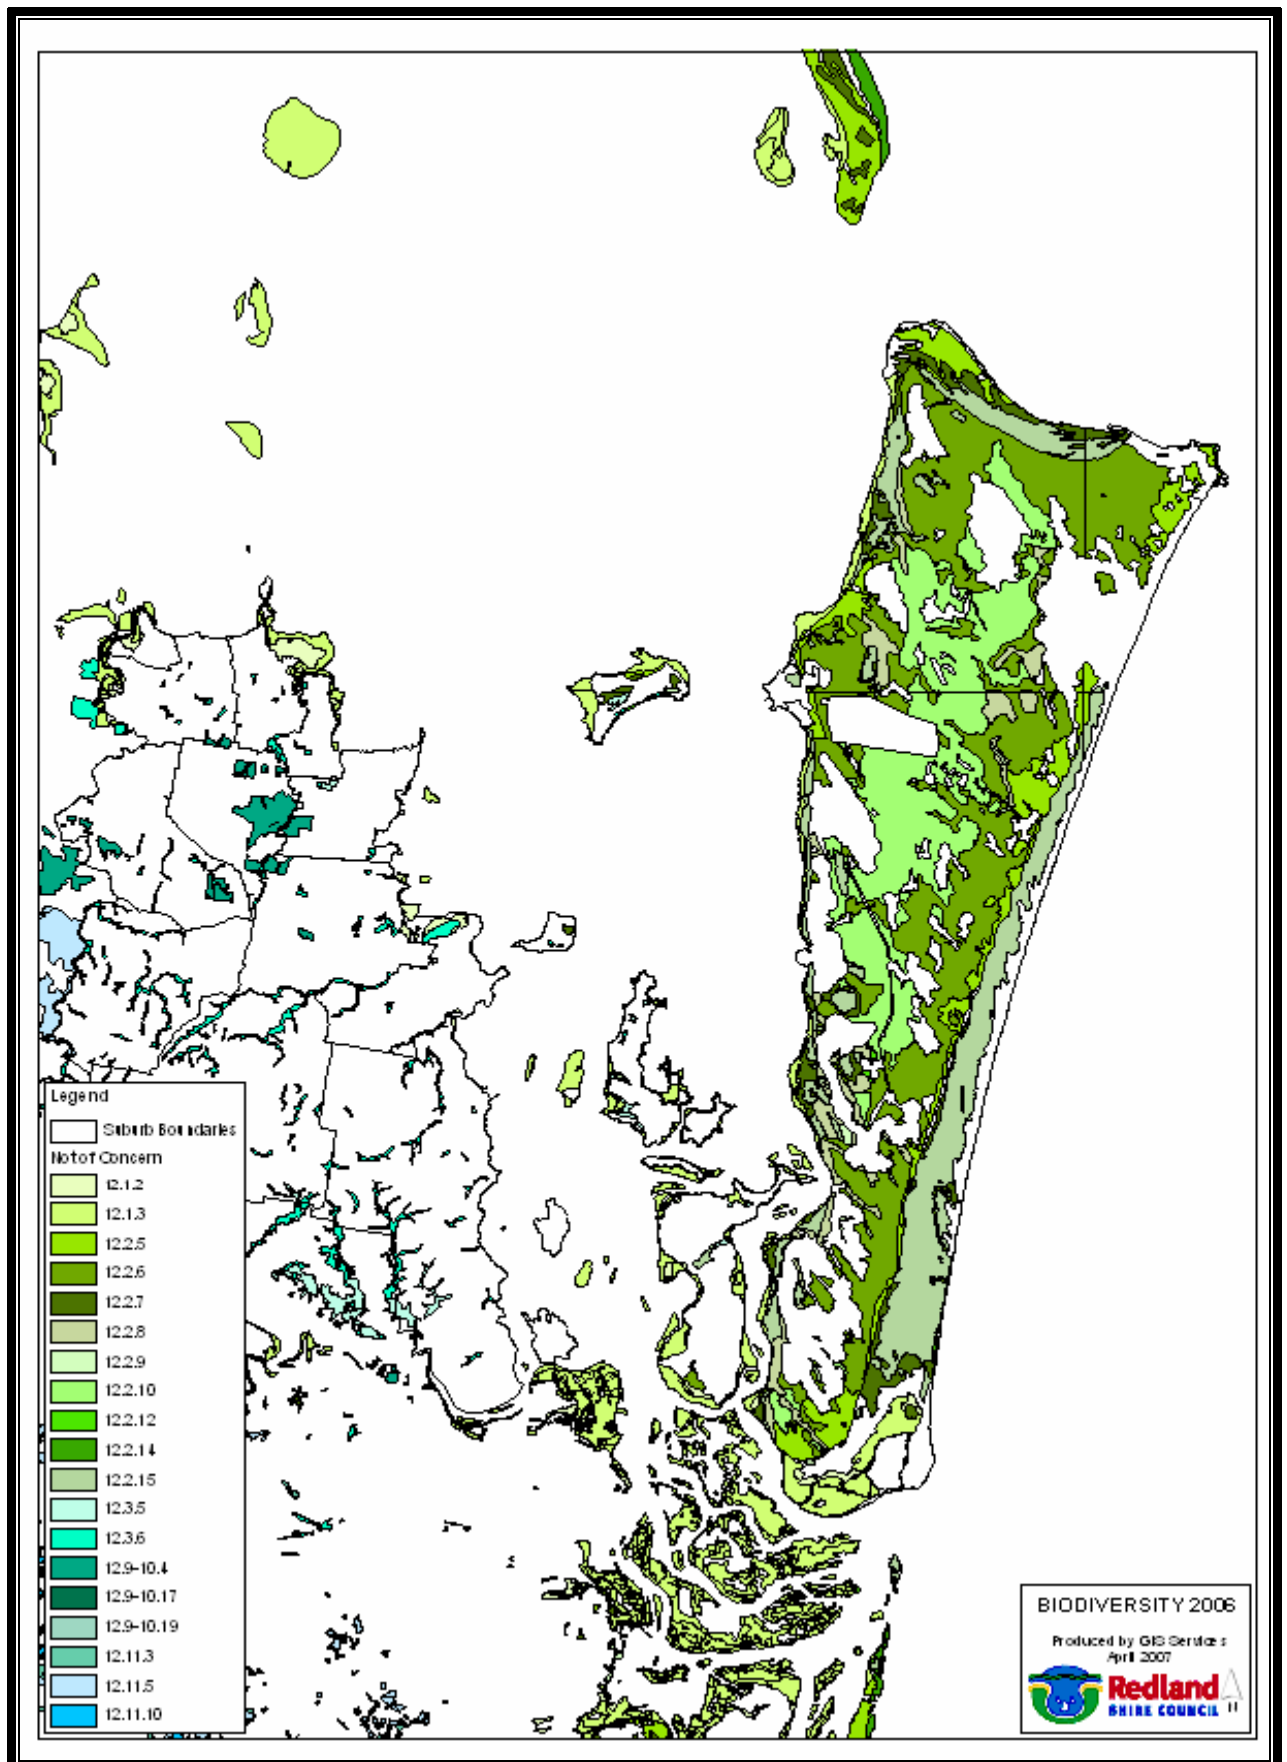 Legend
Suburb Boundaries
Not of Concern
12.1.2
12.1.3
12.2.5
12.2.6
12.2.7
12.2.8
12.2.9
12.2.10
12.2.12
12.2.14
12.2.15
12.3.5
12.3.6
12.9-10.4
12.9-10.17
12.9-10.19
12.11.3
12.11.5
12.11.10
BIODIVERSITY 2006
Produced by GIS Services
April 2007
Redland
SHIRE COUNCIL